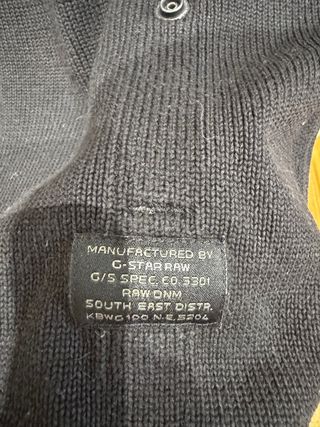 MANUFACTURED BY
G-STAR RAW
G/S SPEC. CO. 3301
RAW DNM
SOUTH EAST DISTR.
KBWG 100. N.E. 5204